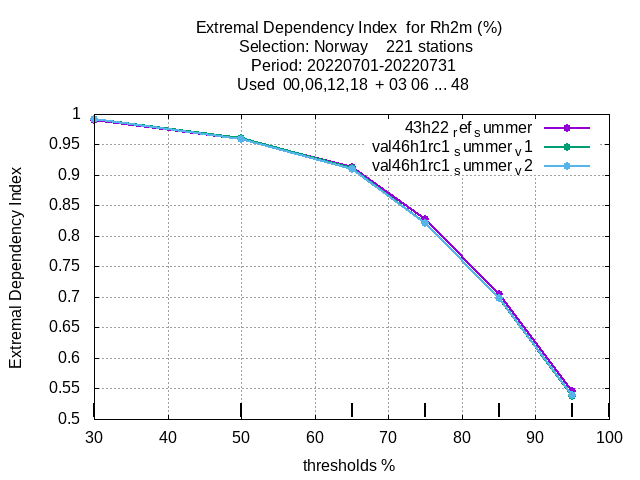 Extremal Dependency Index for Rh2m (%)
Selection: Norway 221 stations
Period: 20220701-20220731
Used 00,06,12,18 + 03 06 ... 48
43h22 ref summer
val46h1rc1 summer v1
val46h1rc1 summer v2
Extremal Dependency Index
1
0.95
0.9
0.85
0.8
0.75
0.7
0.65
0.6
0.55
0.5
30 40 50 60 70 80 90 100
thresholds %